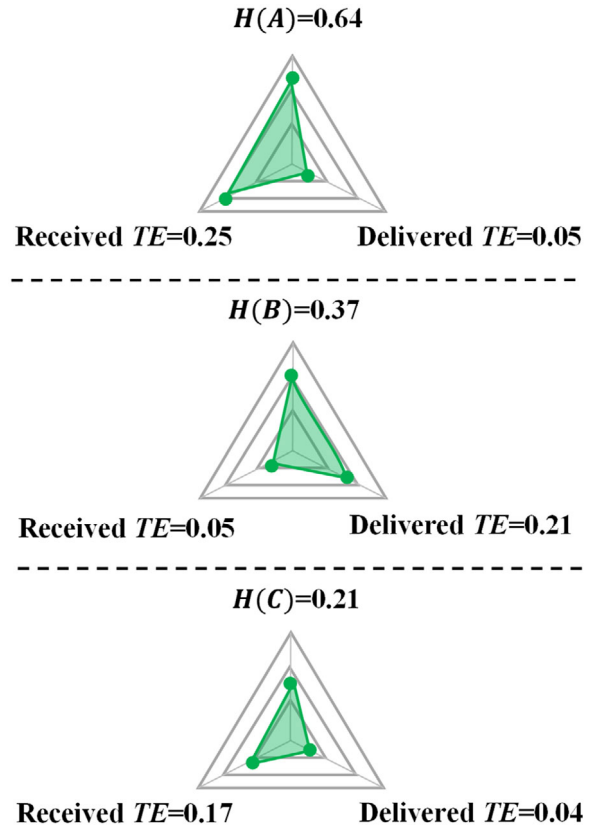 H(A)=0.64
Received TE=0.25 Delivered TE=0.05
H(B)=0.37
Received TE=0.05 Delivered TE=0.21
H(C)=0.21
Received TE=0.17 Delivered TE=0.04